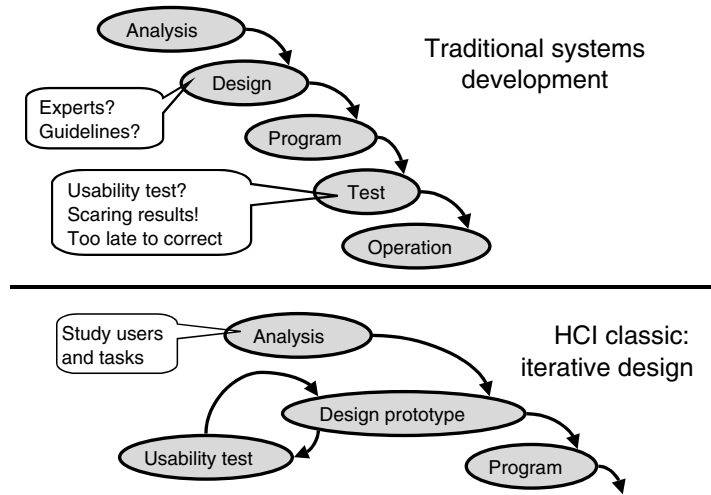 Analysis
Traditional systems
development
Design
Experts?
Guidelines?
Program
Usability test?
Scaring results!
Too late to correct
Test
Operation
Study users
and tasks
Analysis
HCI classic:
iterative design
Design prototype
Usability test
Program